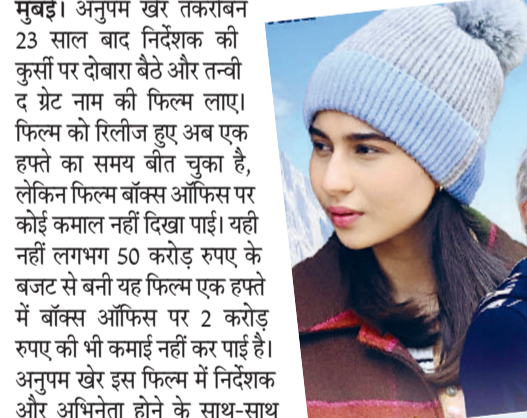 मुंबई। अनुपम खेर तकरीबन
23 साल बाद निर्देशक की
कुर्सी पर दोबारा बैठे और तन्वी
द ग्रेट नाम की फिल्म लाए।
फिल्म को रिलीज हुए अब एक
हफ्ते का समय बीत चुका है,
लेकिन फिल्म बॉक्स ऑफिस पर
कोई कमाल नहीं दिखा पाई। यही
नहीं लगभग 50 करोड़ रुपए के
बजट से बनी यह फिल्म एक हफ्ते
में बॉक्स ऑफिस पर 2 करोड़
रुपए की भी कमाई नहीं कर पाई है।
अनुपम खेर इस फिल्म में निर्देशक
और अभिनेता होने के साथ-साथ